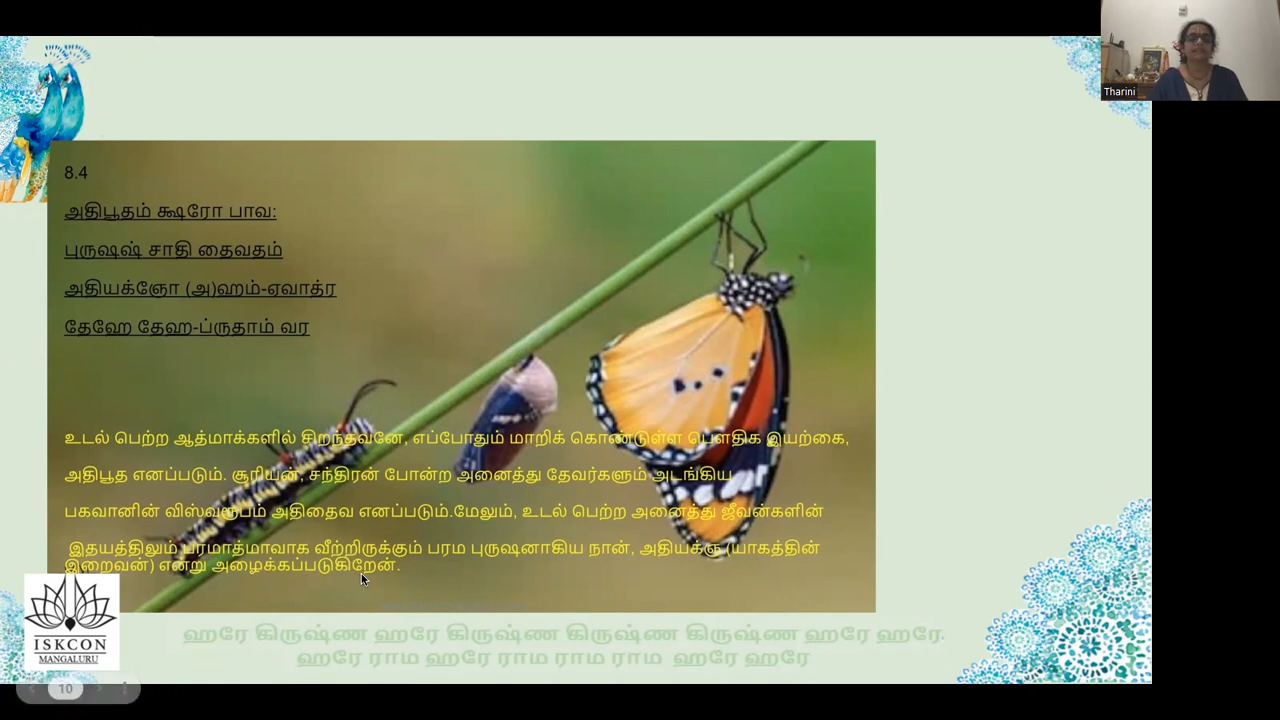 Tharini
8.4
அதிபூதம் க்ஷரோ பாவ:
புருஷஷ் சாதி தைவதம்
அதியக்ஞோ (அ)ஹம்-ஏவாத்ர
தேஹே தேஹ-ப்ருதாம் வர
உடல் பெற்ற ஆத்மாக்களில் சிறந்தவனே, எப்போதும் மாறிக் கொண்டுள்ள பௌதிக இயற்கை,
அதிபூத எனப்படும். சூரியன், சந்திரன் போன்ற அனைத்து தேவர்களும் அடங்கிய
பகவானின் விஸ்வரூபம் அதிதைவ எனப்படும்.மேலும், உடல் பெற்ற அனைத்து ஜீவன்களின்
இதயத்திலும் பரமாத்மாவாக வீற்றிருக்கும் பரம புருஷனாகிய நான், அதியக்ஞ (யாகத்தின்
இறைவன்) என்று அழைக்கப்படுகிறேன்.
ISKCON
MANGALURU
ஹரே கிருஷ்ண ஹரே கிருஷ்ண கிருஷ்ண கிருஷ்ண ஹரே ஹரே.
ஹரே ராம ஹரே ராம ராம ராம ஹரே ஹரே
10